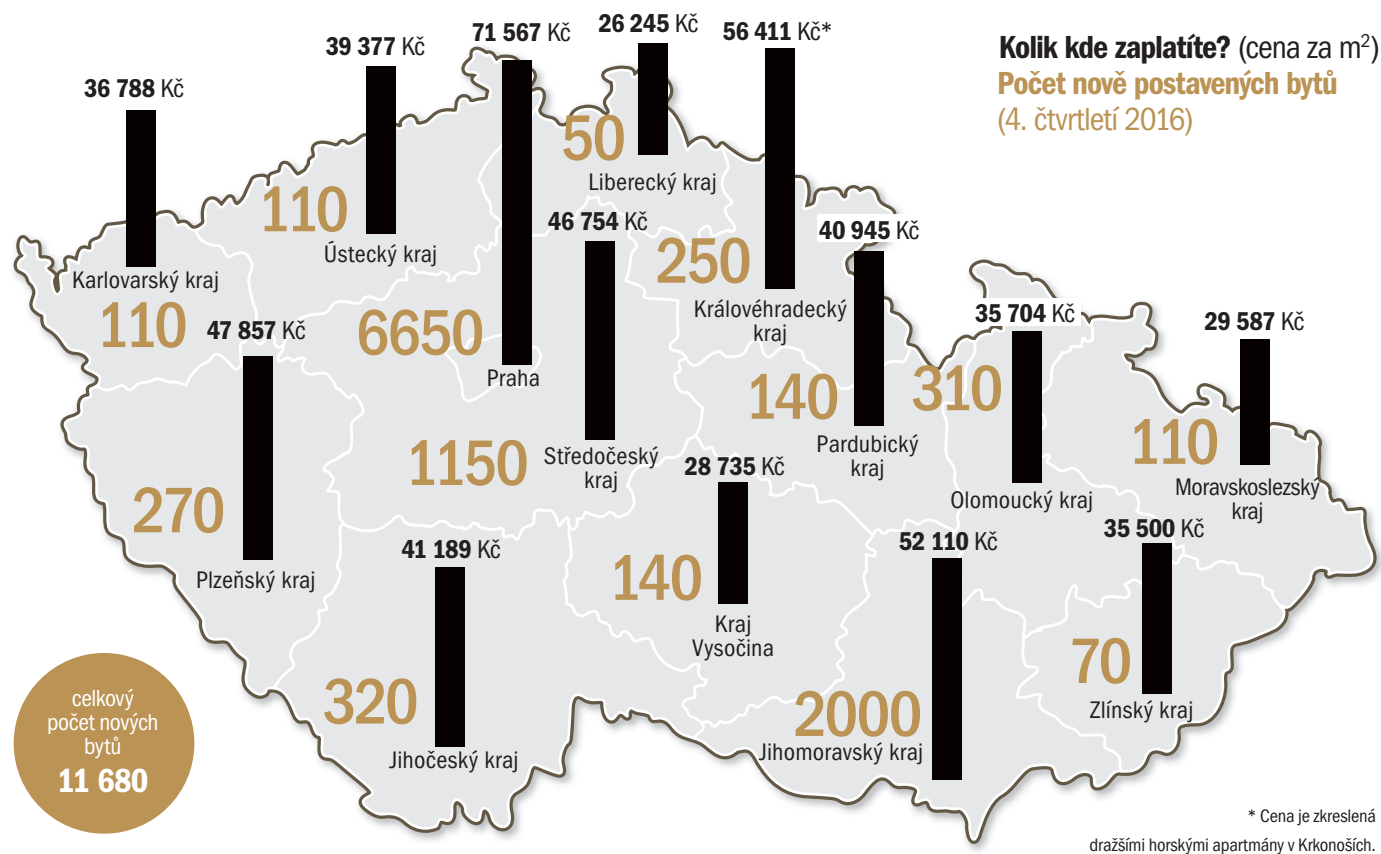 Kolik kde zaplatíte? (cena za m²)
Počet nově postavených bytů
(4. čtvrtletí 2016)
36 788 Kč
Karlovarský kraj
110
39 377 Kč
110
Ústecký kraj
71 567 Kč
6650
Praha
26 245 Kč
50
Liberecký kraj
56 411 Kč*
250
Královéhradecký
kraj
46 754 Kč
1150
Středočeský
kraj
40 945 Kč
140
Pardubický
kraj
35 704 Kč
310
Olomoucký kraj
29 587 Kč
110
Moravskoslezský
kraj
47 857 Kč
270
Plzeňský kraj
41 189 Kč
320
Jihočeský kraj
28 735 Kč
140
Kraj
Vysočina
52 110 Kč
2000
Jihomoravský kraj
35 500 Kč
70
Zlínský kraj
celkový
počet nových
bytů
11 680
* Cena je zkreslená
dražšími horskými apartmány v Krkonoších.